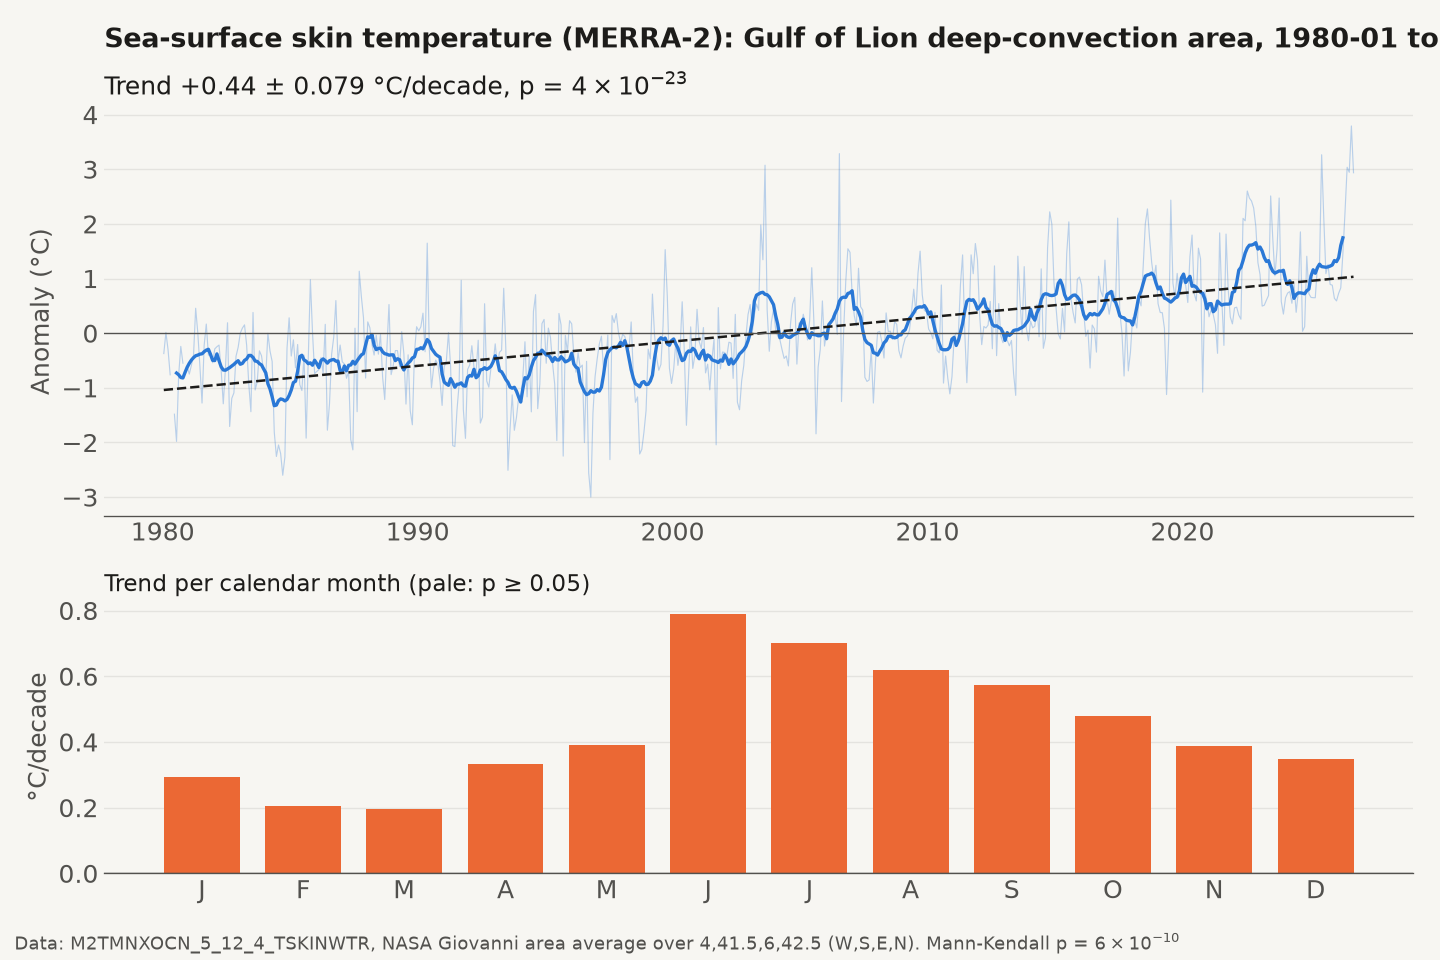 Sea-surface skin temperature (MERRA-2): Gulf of Lion deep-convection area, 1980-01 to
Trend +0.44 ± 0.079 °C/decade, p = 4 × 10⁻²³
Anomaly (°C)
4
3
2
1
0
−1
−2
−3
1980 1990 2000 2010 2020
Trend per calendar month (pale: p ≥ 0.05)
°C/decade
0.8
0.6
0.4
0.2
0.0
J F M A M J J A S O N D
Data: M2TMNXOCN_5_12_4_TSKINWTR, NASA Giovanni area average over 4,41.5,6,42.5 (W,S,E,N). Mann-Kendall p = 6 × 10⁻¹⁰